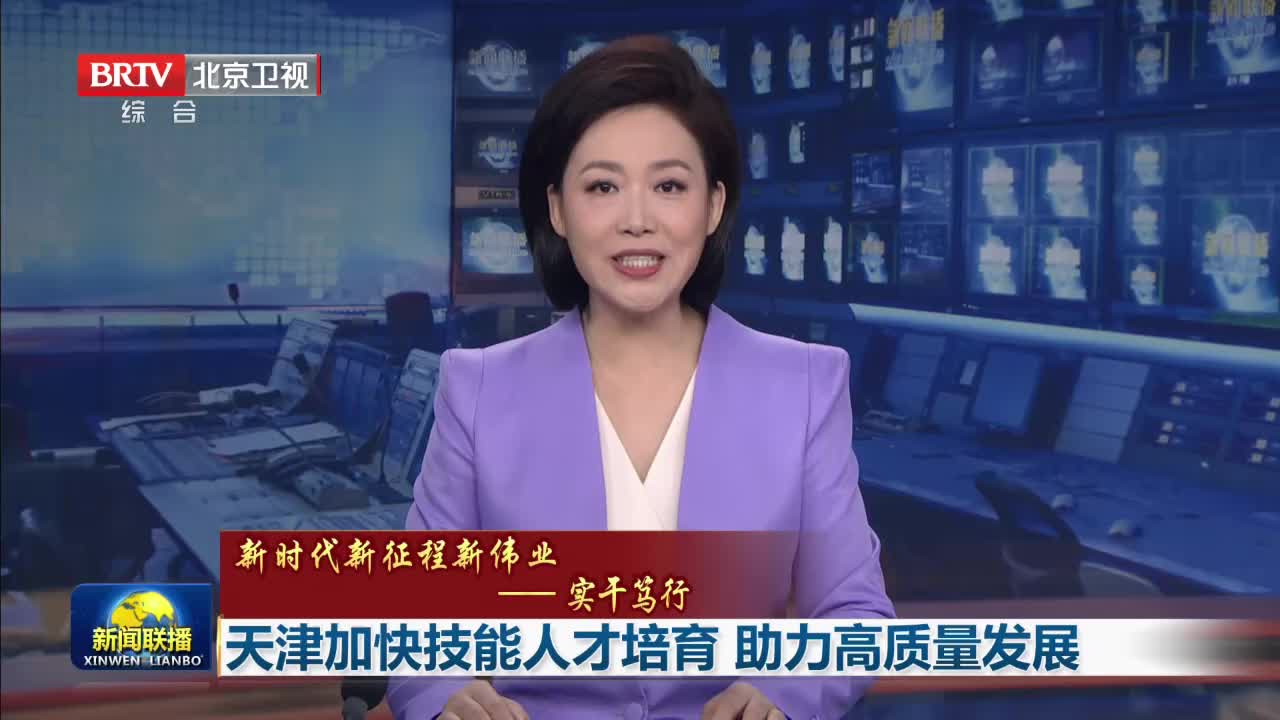 BRTV 北京卫视
综合
新时代新征程新伟业
——实干笃行
新闻联播
XINWEN LIANBO
天津加快技能人才培育 助力高质量发展